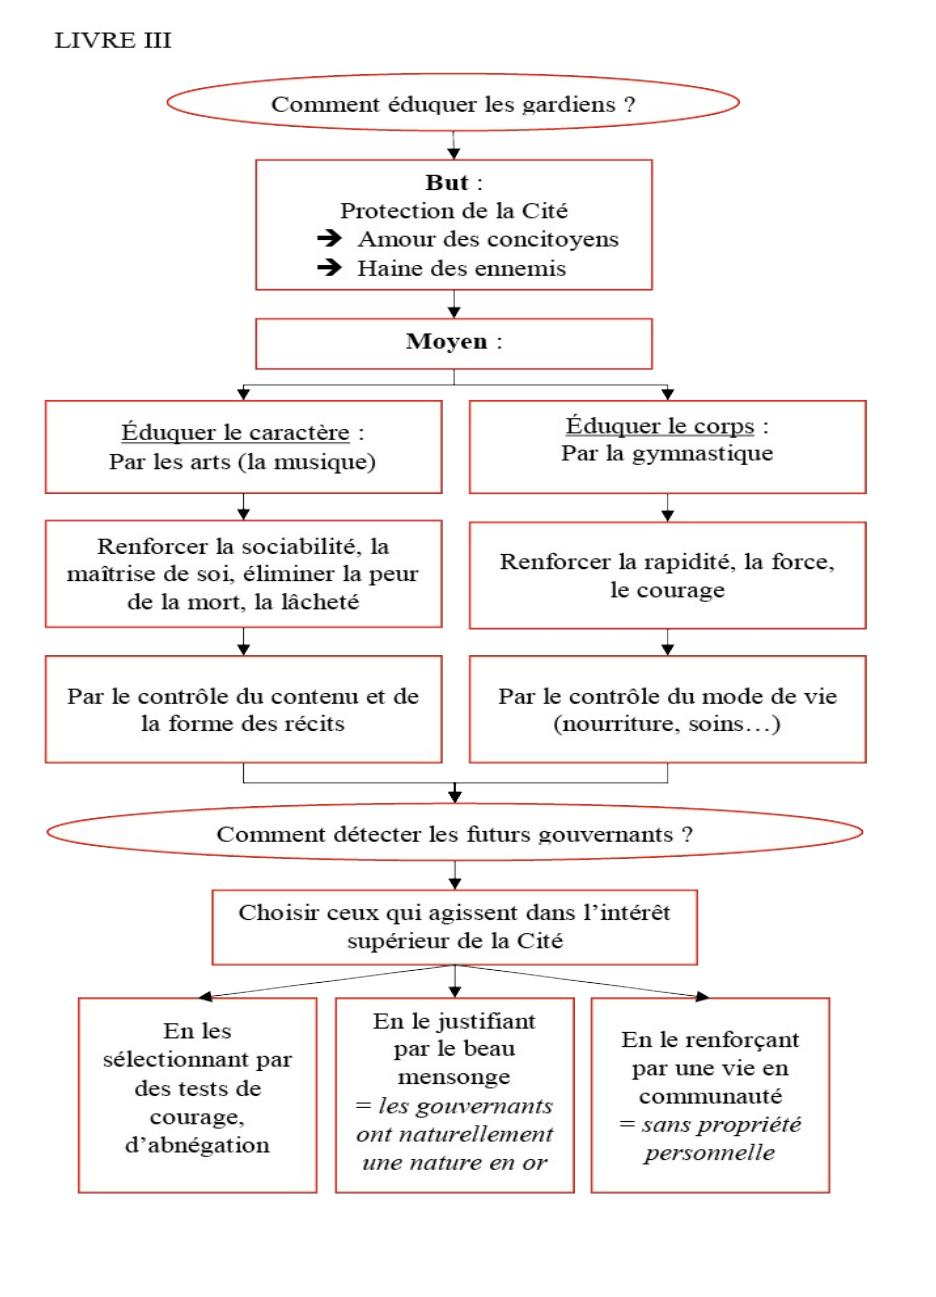 LIVRE III
Comment éduquer les gardiens ?
But :
Protection de la Cité
➔ Amour des concitoyens
➔ Haine des ennemis
Moyen :
Éduquer le caractère :
Par les arts (la musique)
Éduquer le corps :
Par la gymnastique
Renforcer la sociabilité, la
maîtrise de soi, éliminer la peur
de la mort, la lâcheté
Renforcer la rapidité, la force,
le courage
Par le contrôle du contenu et de
la forme des récits
Par le contrôle du mode de vie
(nourriture, soins…)
Comment détecter les futurs gouvernants ?
Choisir ceux qui agissent dans l’intérêt
supérieur de la Cité
En les
sélectionnant par
des tests de
courage,
d’abnégation
En le justifiant
par le beau
mensonge
= les gouvernants
ont naturellement
une nature en or
En le renforçant
par une vie en
communauté
= sans propriété
personnelle